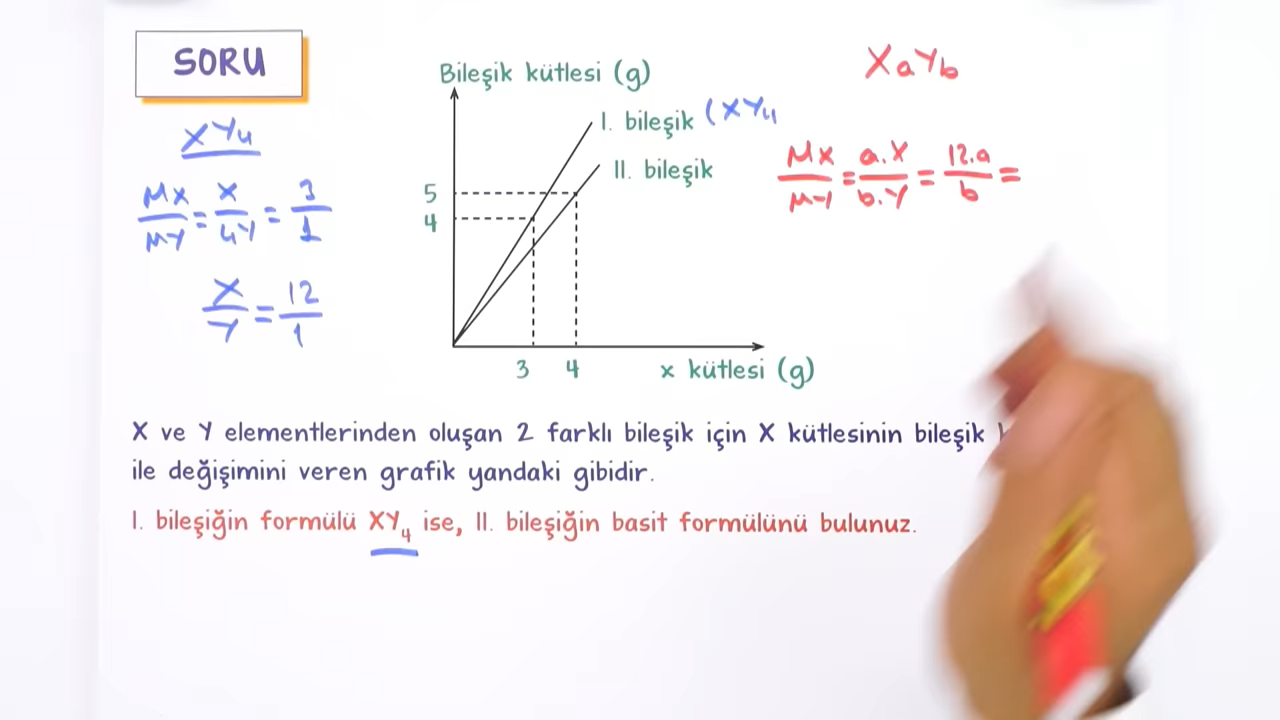 SORU
XY4
MX/MY = X/4Y = 3/1
X/Y = 12/1
Bileşik kütlesi (g)
I. bileşik (XY4
II. bileşik
5
4
3 4
x kütlesi (g)
XaYb
MX/MY = a.X/b.Y = 12.a/b =
X ve Y elementlerinden oluşan 2 farklı bileşik için X kütlesinin bileşik
ile değişimini veren grafik yandaki gibidir.
I. bileşiğin formülü XY4 ise, II. bileşiğin basit formülünü bulunuz.